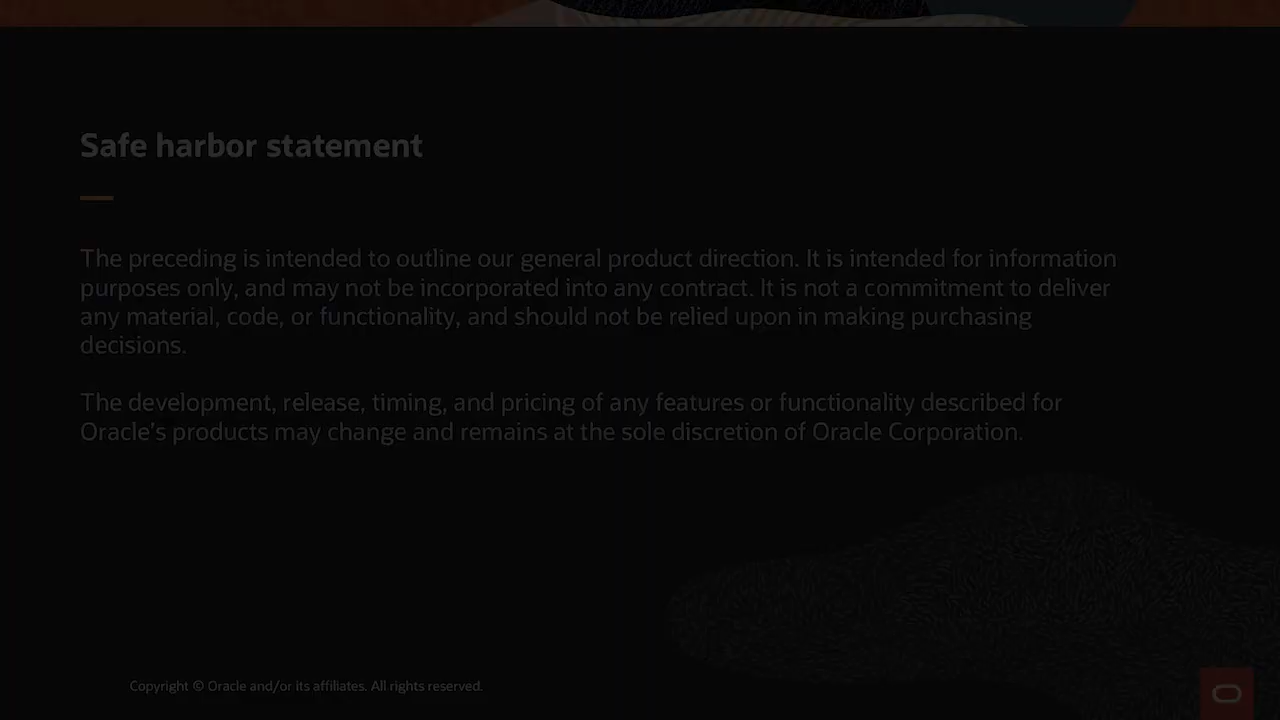 Safe harbor statement
The preceding is intended to outline our general product direction. It is intended for information
purposes only, and may not be incorporated into any contract. It is not a commitment to deliver
any material, code, or functionality, and should not be relied upon in making purchasing
decisions.
The development, release, timing, and pricing of any features or functionality described for
Oracle’s products may change and remains at the sole discretion of Oracle Corporation.
Copyright © Oracle and/or its affiliates. All rights reserved.